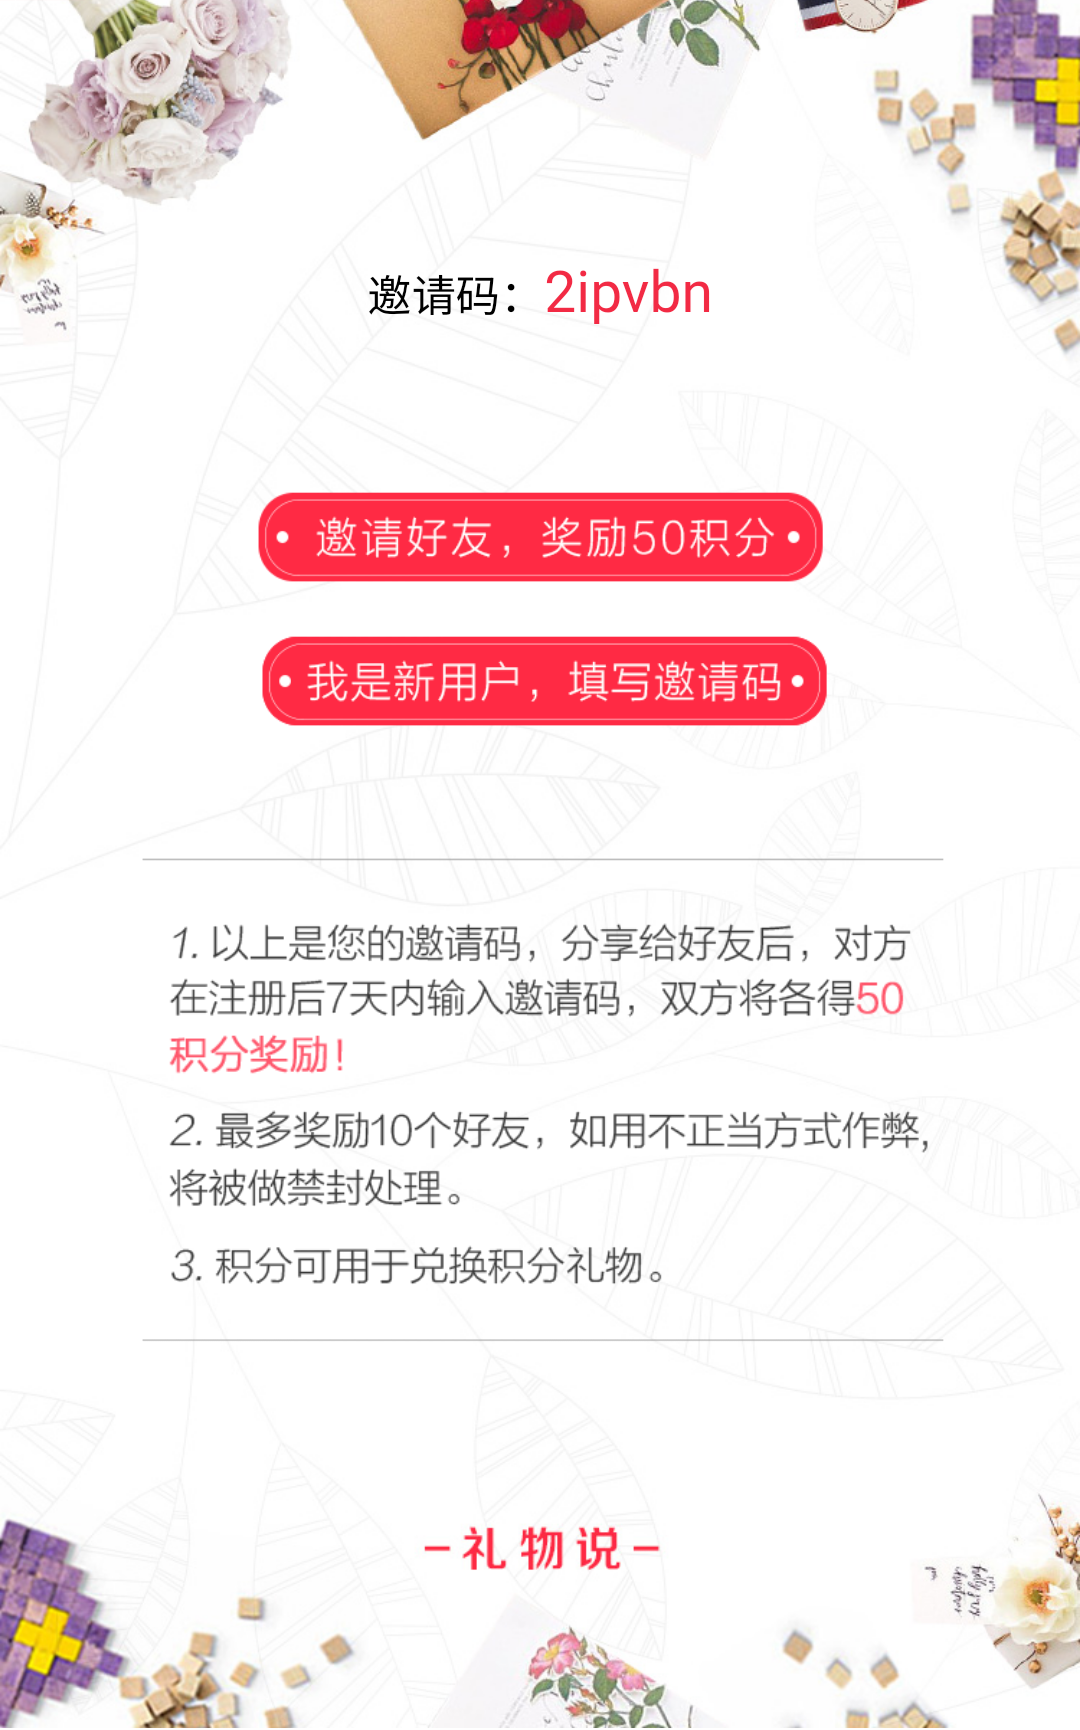 Charle
邀请码：2ipvbn
邀请好友，奖励50积分
我是新用户，填写邀请码
1. 以上是您的邀请码，分享给好友后，对方
在注册后7天内输入邀请码，双方将各得50
积分奖励！
2. 最多奖励10个好友，如用不正当方式作弊，
将被做禁封处理。
3. 积分可用于兑换积分礼物。
礼物说